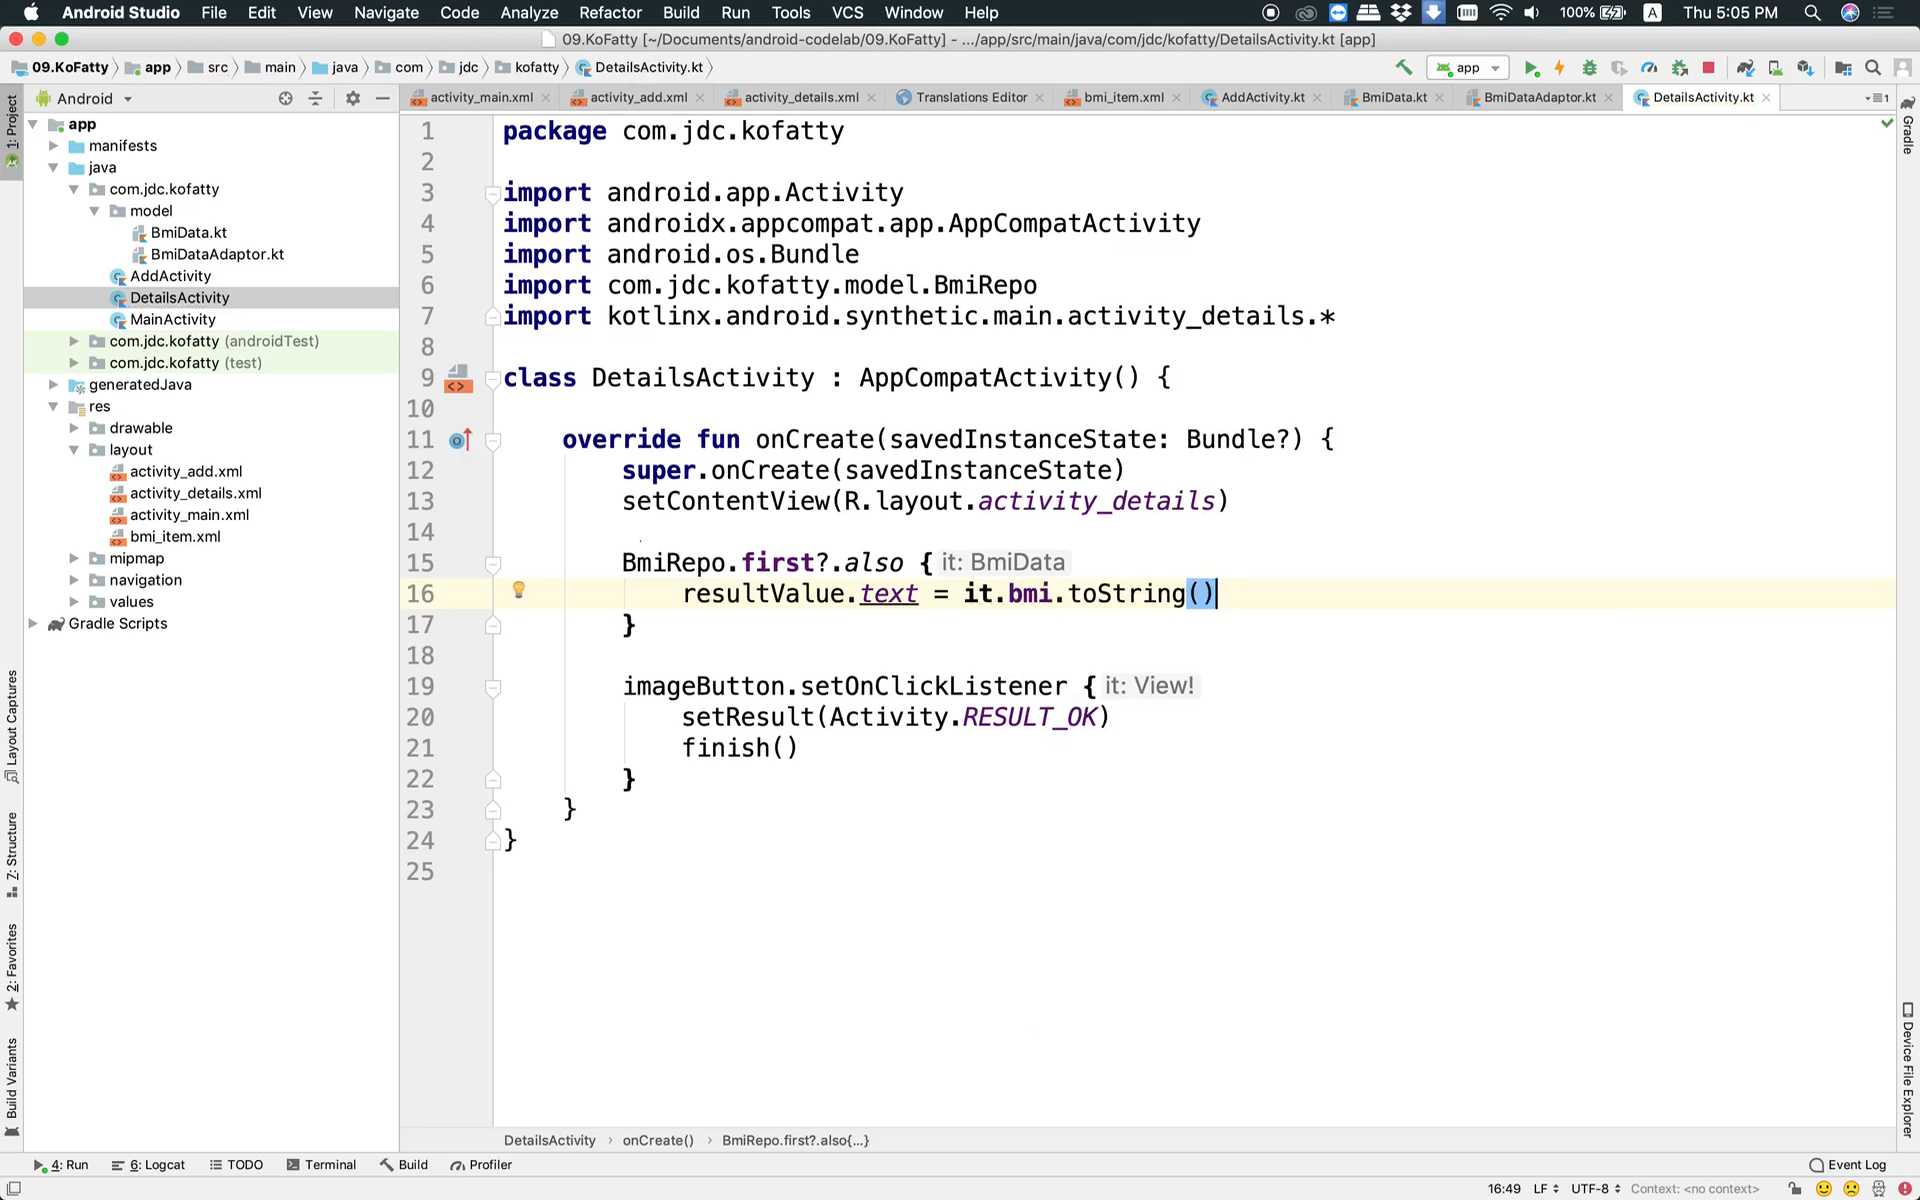 Android Studio File Edit View Navigate Code Analyze Refactor Build Run Tools VCS Window Help 100% A Thu 5:05 PM
09.KoFatty [~/Documents/android-codelab/09.KoFatty] - .../app/src/main/java/com/jdc/kofatty/DetailsActivity.kt [app]
09.KoFatty app src main java com jdc kofatty DetailsActivity.kt app
Android
activity_main.xml activity_add.xml activity_details.xml Translations Editor bmi_item.xml AddActivity.kt BmiData.kt BmiDataAdaptor.kt DetailsActivity.kt
1: Project
Layout Captures
Z: Structure
2: Favorites
Build Variants
app
manifests
java
com.jdc.kofatty
model
BmiData.kt
BmiDataAdaptor.kt
AddActivity
DetailsActivity
MainActivity
com.jdc.kofatty (androidTest)
com.jdc.kofatty (test)
generatedJava
res
drawable
layout
activity_add.xml
activity_details.xml
activity_main.xml
bmi_item.xml
mipmap
navigation
values
Gradle Scripts
1 package com.jdc.kofatty
2
3 import android.app.Activity
4 import androidx.appcompat.app.AppCompatActivity
5 import android.os.Bundle
6 import com.jdc.kofatty.model.BmiRepo
7 import kotlinx.android.synthetic.main.activity_details.*
8
9 class DetailsActivity : AppCompatActivity() {
10
11 override fun onCreate(savedInstanceState: Bundle?) {
12 super.onCreate(savedInstanceState)
13 setContentView(R.layout.activity_details)
14
15 BmiRepo.first?.also { it: BmiData
16 resultValue.text = it.bmi.toString()
17 }
18
19 imageButton.setOnClickListener { it: View!
20 setResult(Activity.RESULT_OK)
21 finish()
22 }
23 }
24 }
25
Gradle
Device File Explorer
DetailsActivity › onCreate() › BmiRepo.first?.also{...}
4: Run 6: Logcat TODO Terminal Build Profiler Event Log
16:49 LF UTF-8 Context: <no context>